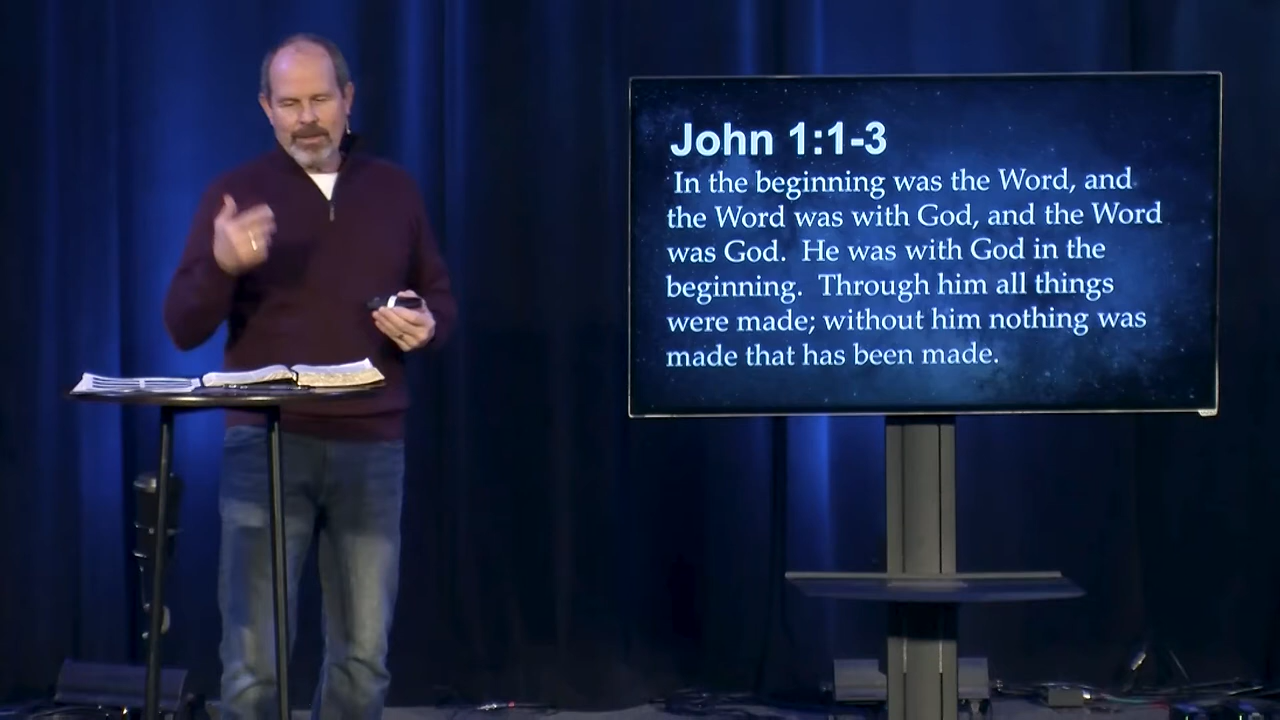 John 1:1-3
In the beginning was the Word, and
the Word was with God, and the Word
was God.  He was with God in the
beginning.  Through him all things
were made; without him nothing was
made that has been made.